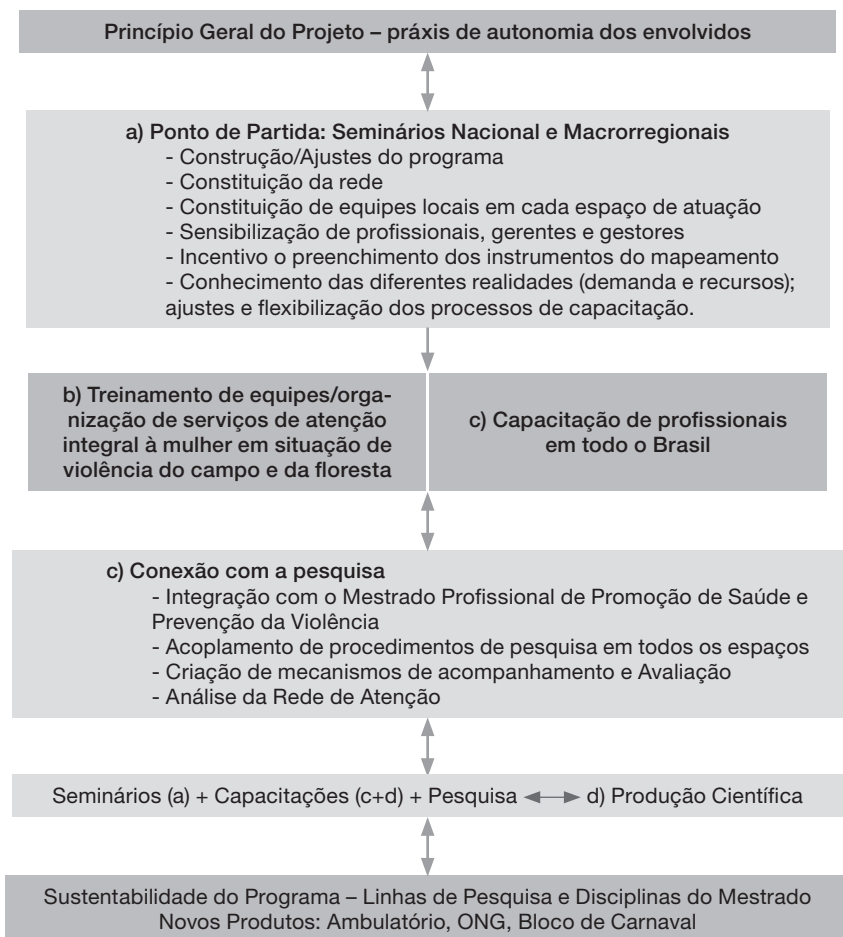 Princípio Geral do Projeto – práxis de autonomia dos envolvidos
a) Ponto de Partida: Seminários Nacional e Macrorregionais
- Construção/Ajustes do programa
- Constituição da rede
- Constituição de equipes locais em cada espaço de atuação
- Sensibilização de profissionais, gerentes e gestores
- Incentivo o preenchimento dos instrumentos do mapeamento
- Conhecimento das diferentes realidades (demanda e recursos);
ajustes e flexibilização dos processos de capacitação.
b) Treinamento de equipes/orga-
nização de serviços de atenção
integral à mulher em situação de
violência do campo e da floresta
c) Capacitação de profissionais
em todo o Brasil
c) Conexão com a pesquisa
- Integração com o Mestrado Profissional de Promoção de Saúde e
Prevenção da Violência
- Acoplamento de procedimentos de pesquisa em todos os espaços
- Criação de mecanismos de acompanhamento e Avaliação
- Análise da Rede de Atenção
Seminários (a) + Capacitações (c+d) + Pesquisa d) Produção Científica
Sustentabilidade do Programa – Linhas de Pesquisa e Disciplinas do Mestrado
Novos Produtos: Ambulatório, ONG, Bloco de Carnaval